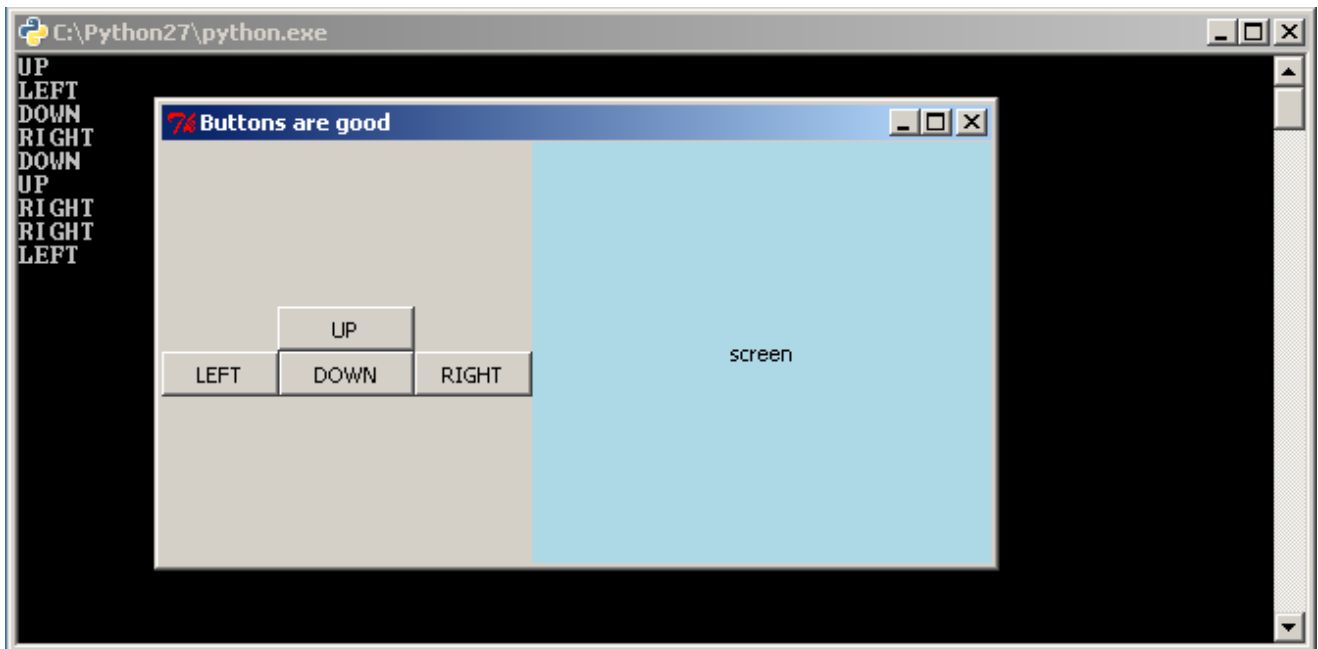 C:\Python27\python.exe
UP
LEFT
DOWN
RIGHT
DOWN
UP
RIGHT
RIGHT
LEFT
Buttons are good
UP
LEFT DOWN RIGHT
screen